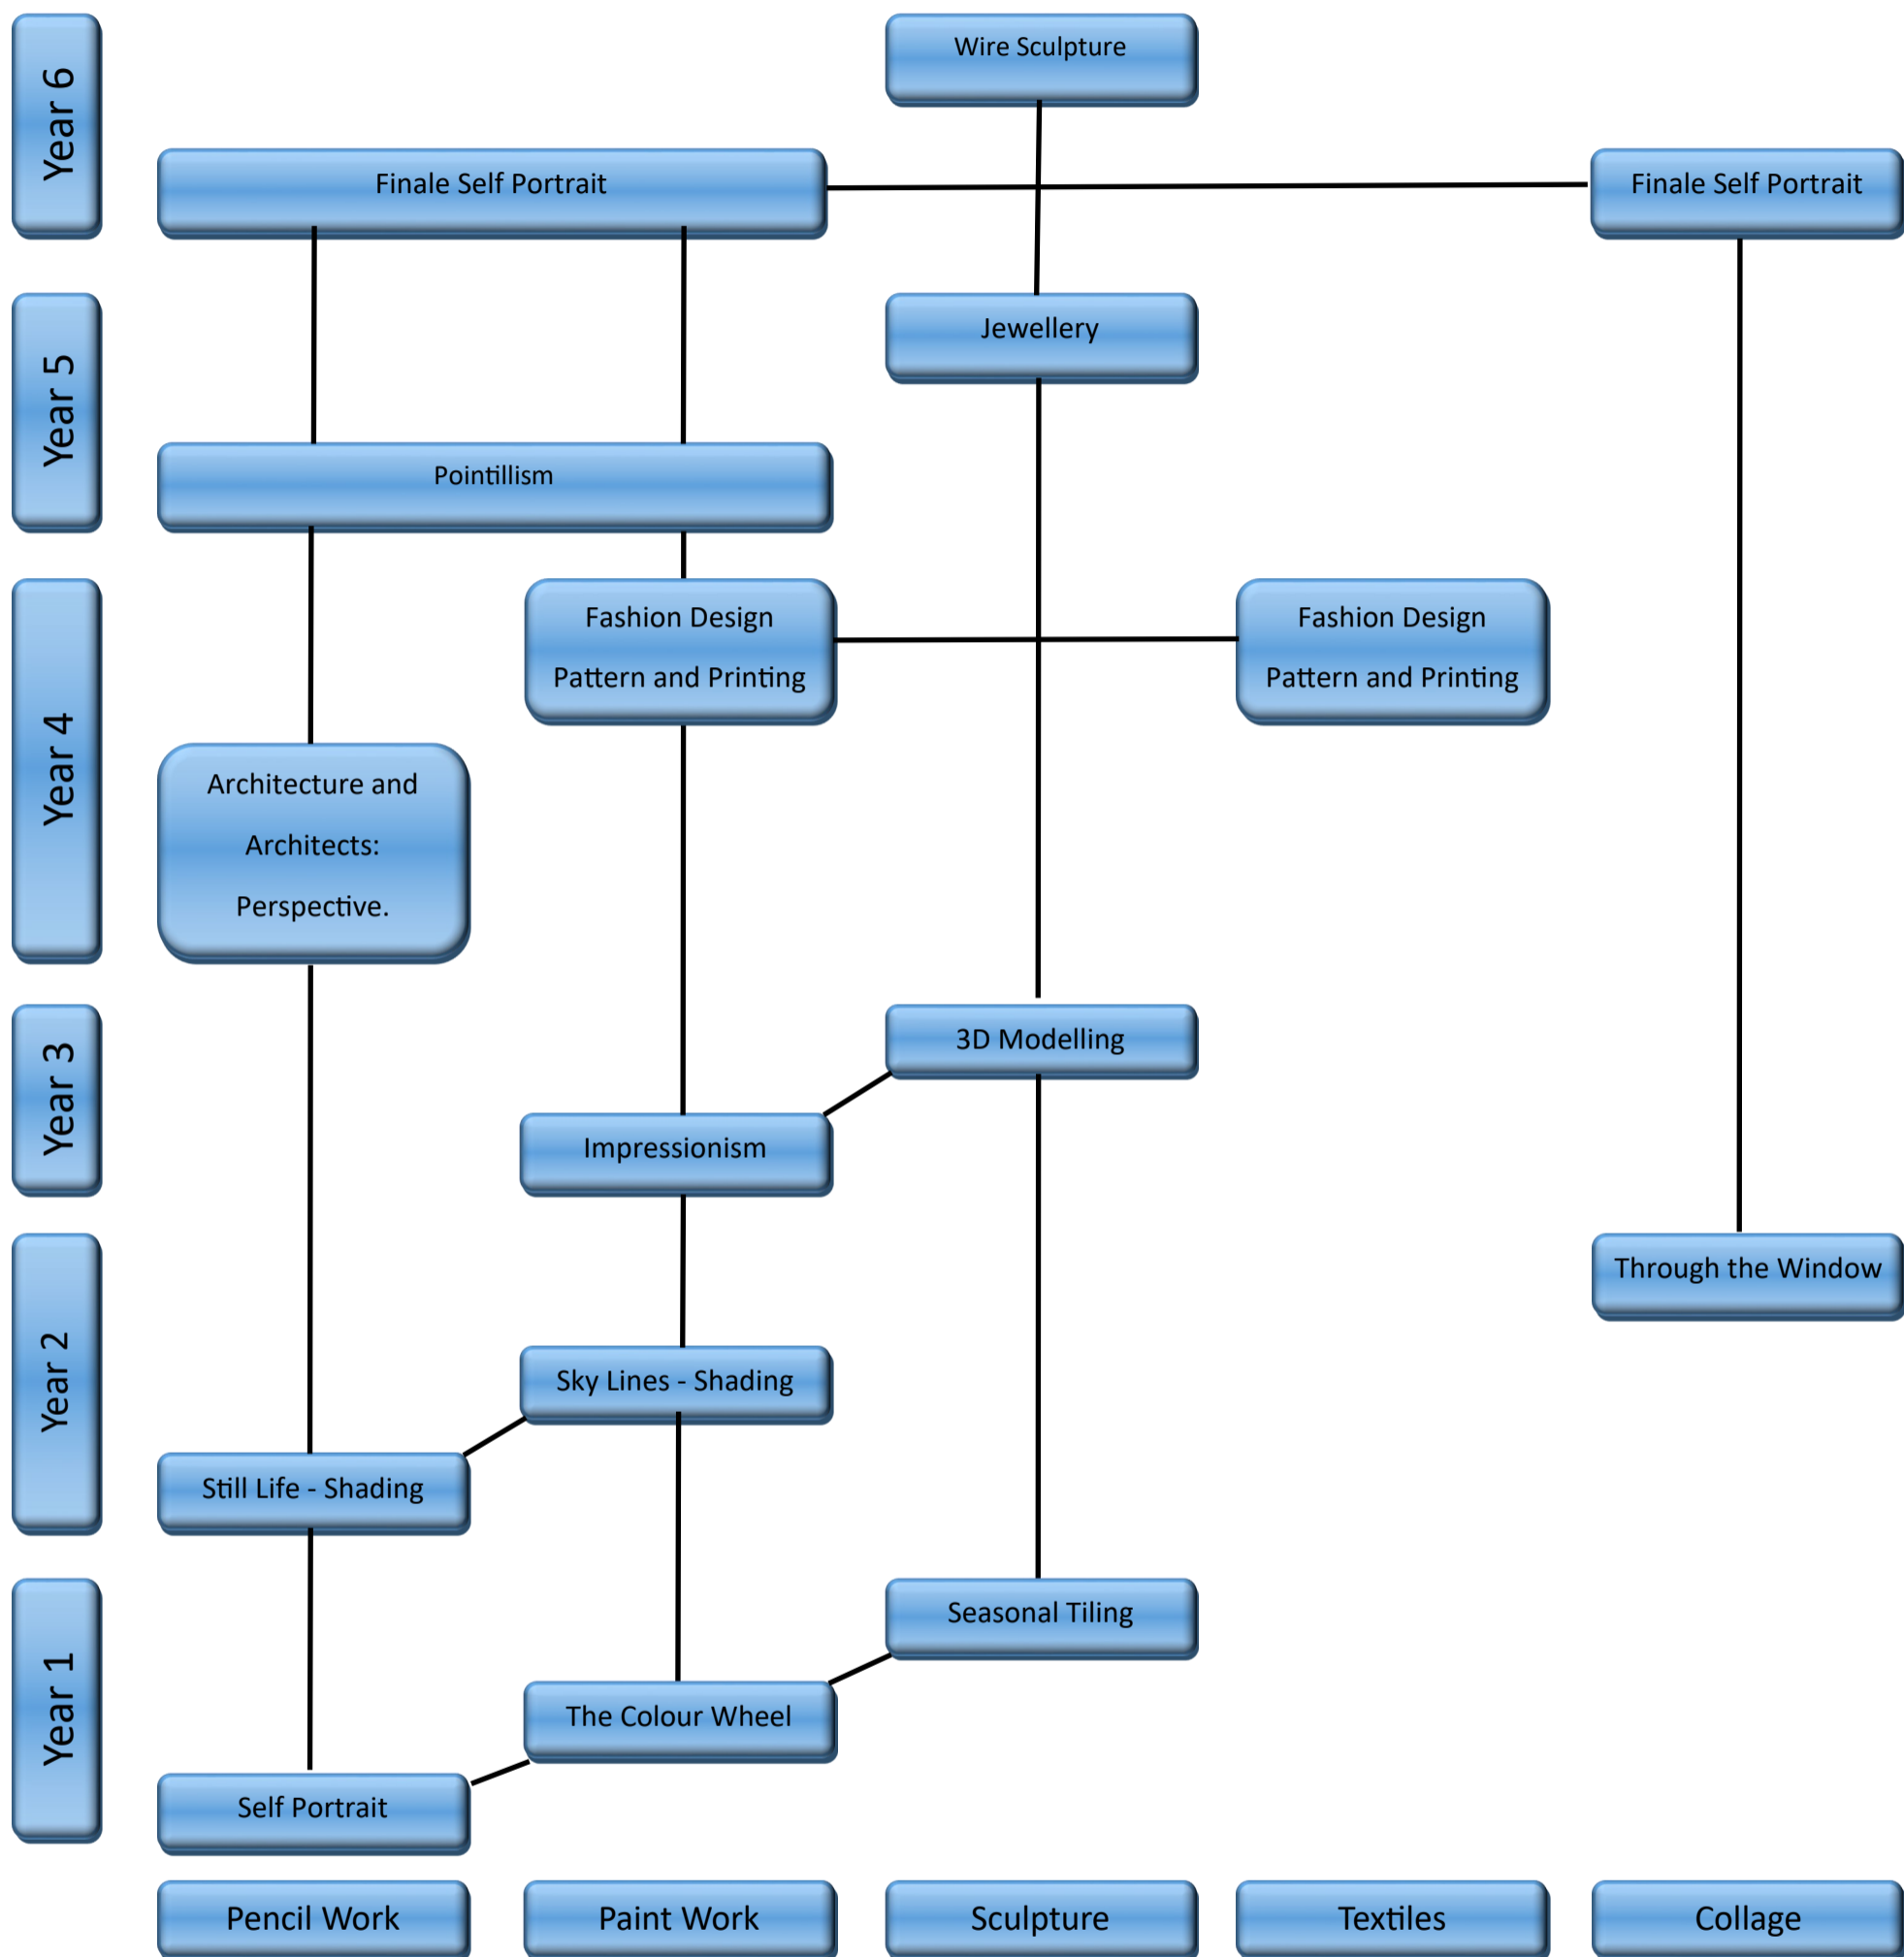 Year 6
Wire Sculpture
Finale Self Portrait
Finale Self Portrait
Year 5
Jewellery
Pointillism
Year 4
Fashion Design
Pattern and Printing
Fashion Design
Pattern and Printing
Architecture and
Architects:
Perspective.
Year 3
3D Modelling
Impressionism
Year 2
Through the Window
Sky Lines - Shading
Still Life - Shading
Year 1
Seasonal Tiling
The Colour Wheel
Self Portrait
Pencil Work
Paint Work
Sculpture
Textiles
Collage